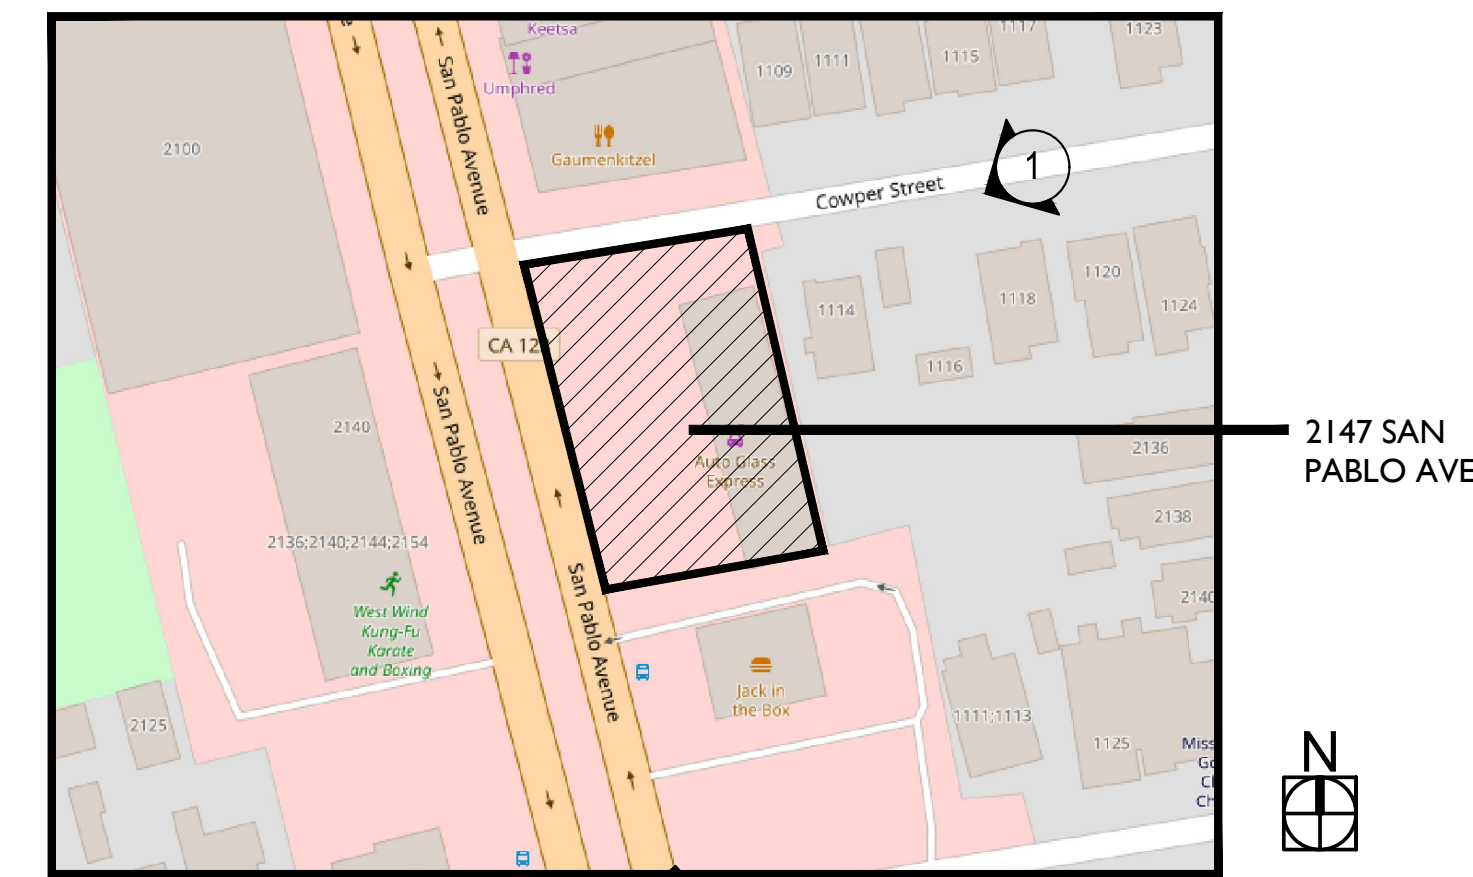 Keetsa
1117
1123
Umphred
1109
1111
1115
San Pablo Avenue
2100
Gaumenkitzel
1
Cowper Street
1114
1118
1120
1124
CA 12
1116
San Pablo Avenue
2140
2147 SAN
PABLO AVE
2136
Auto Glass
Express
2138
2136;2140;2144;2154
West Wind
Kung-Fu
Karate
and Boxing
San Pablo Avenue
2140
Jack in
the Box
1111;1113
2125
1125
Miss
N